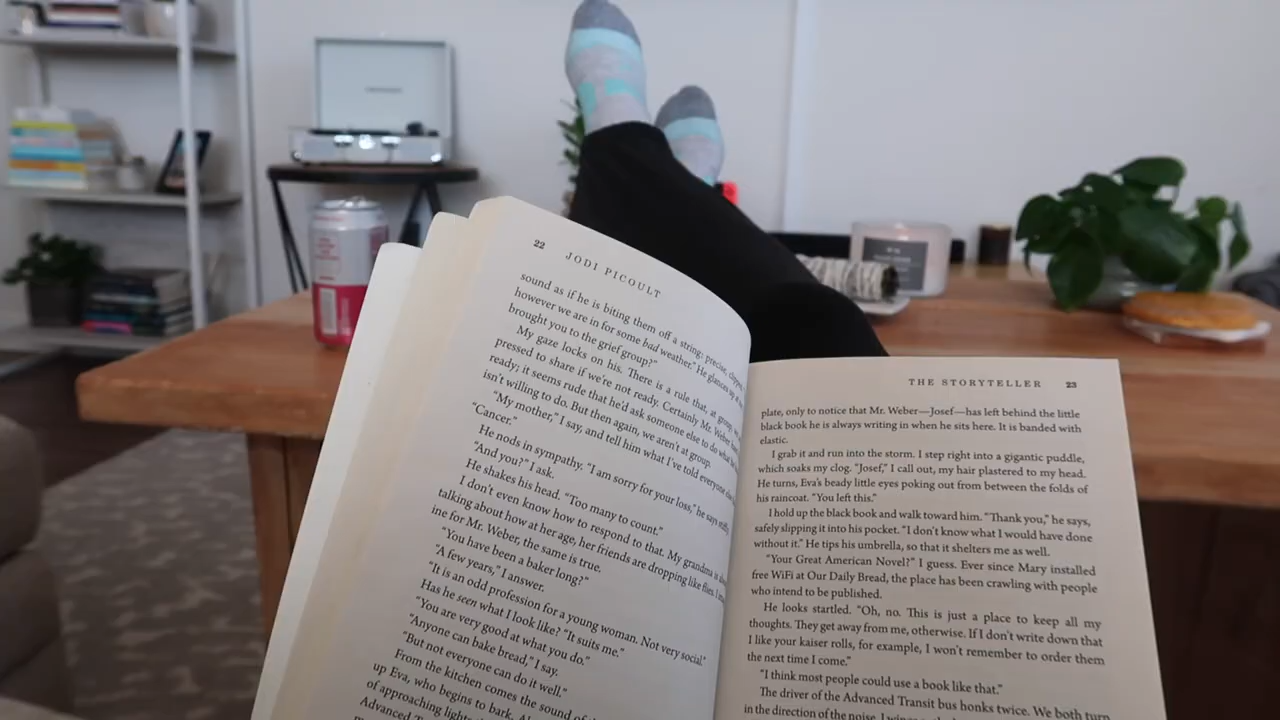 22
JODI PICOULT
sound as if he is biting them off a string: precise,
however we are in for some bad weather." He glances up at
brought you to the grief group?"
My gaze locks on his. There is a rule that, at group,
pressed to share if we're not ready. Certainly Mr. Weber
ready; it seems rude that he'd ask someone else to do what he
isn't willing to do. But then again, we aren't at group.
"My mother," I say, and tell him what I've told everyone
"Cancer."
He nods in sympathy. "I am sorry for your loss," he says
"And you?" I ask.
He shakes his head. "Too many to count."
I don't even know how to respond to that. My grandma is
talking about how at her age, her friends are dropping like flies.
ine for Mr. Weber, the same is true.
"You have been a baker long?"
"A few years," I answer.
"It is an odd profession for a young woman. Not very social."
Has he seen what I look like? "It suits me."
"You are very good at what you do."
"Anyone can bake bread," I say.
"But not everyone can do it well."
From the kitchen comes the sound of
up Eva, who begins to bark.
of approaching lights
Advanced
THE STORYTELLER
23
plate, only to notice that Mr. Weber—Josef—has left behind the little
black book he is always writing in when he sits here. It is banded with
elastic.
I grab it and run into the storm. I step right into a gigantic puddle,
which soaks my clog. "Josef," I call out, my hair plastered to my head.
He turns, Eva's beady little eyes poking out from between the folds of
his raincoat. "You left this."
I hold up the black book and walk toward him. "Thank you," he says,
safely slipping it into his pocket. "I don't know what I would have done
without it." He tips his umbrella, so that it shelters me as well.
"Your Great American Novel?" I guess. Ever since Mary installed
free WiFi at Our Daily Bread, the place has been crawling with people
who intend to be published.
He looks startled. "Oh, no. This is just a place to keep all my
thoughts. They get away from me, otherwise. If I don't write down that
I like your kaiser rolls, for example, I won't remember to order them
the next time I come."
"I think most people could use a book like that."
The driver of the Advanced Transit bus honks twice. We both turn
in the direction of the noise. I